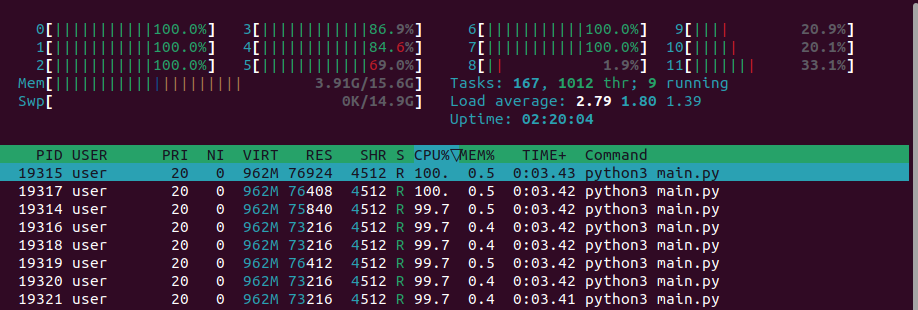 0[|||||||||||100.0%] 3[||||||||||||86.9%] 6[|||||||||||100.0%] 9[|||| 20.9%]
1[|||||||||||100.0%] 4[||||||||||||84.6%] 7[|||||||||||100.0%] 10[||||| 20.1%]
2[|||||||||||100.0%] 5[||||||||||||69.0%] 8[|| 1.9%] 11[||||||| 33.1%]
Mem[||||||||||||||||||||| 3.91G/15.6G] Tasks: 167, 1012 thr; 9 running
Swp[ 0K/14.9G] Load average: 2.79 1.80 1.39
Uptime: 02:20:04
PID USER PRI NI VIRT RES SHR S CPU%▽MEM% TIME+ Command
19315 user 20 0 962M 76924 4512 R 100. 0.5 0:03.43 python3 main.py
19317 user 20 0 962M 76408 4512 R 100. 0.5 0:03.42 python3 main.py
19314 user 20 0 962M 75840 4512 R 99.7 0.5 0:03.42 python3 main.py
19316 user 20 0 962M 73216 4512 R 99.7 0.4 0:03.42 python3 main.py
19318 user 20 0 962M 73216 4512 R 99.7 0.4 0:03.42 python3 main.py
19319 user 20 0 962M 76412 4512 R 99.7 0.5 0:03.42 python3 main.py
19320 user 20 0 962M 73216 4512 R 99.7 0.4 0:03.42 python3 main.py
19321 user 20 0 962M 73216 4512 R 99.7 0.4 0:03.41 python3 main.py